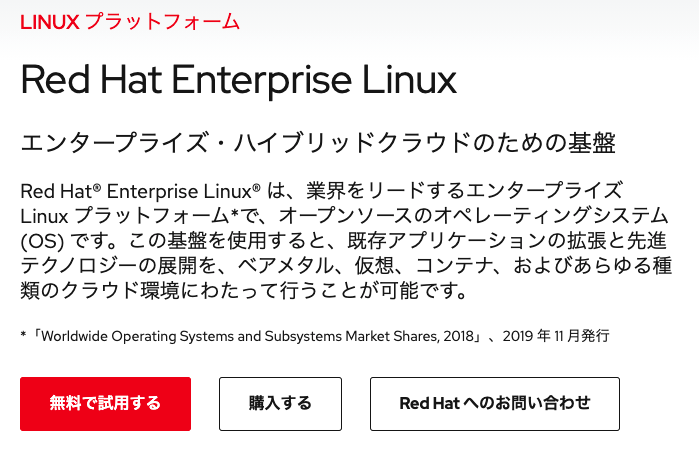 LINUX プラットフォーム
Red Hat Enterprise Linux
エンタープライズ・ハイブリッドクラウドのための基盤
Red Hat® Enterprise Linux® は、業界をリードするエンタープライズ
Linux プラットフォーム*で、オープンソースのオペレーティングシステム
(OS) です。この基盤を使用すると、既存アプリケーションの拡張と先進
テクノロジーの展開を、ベアメタル、仮想、コンテナ、およびあらゆる種
類のクラウド環境にわたって行うことが可能です。
*「Worldwide Operating Systems and Subsystems Market Shares, 2018」、2019 年 11 月発行
無料で試用する
購入する
Red Hat へのお問い合わせ